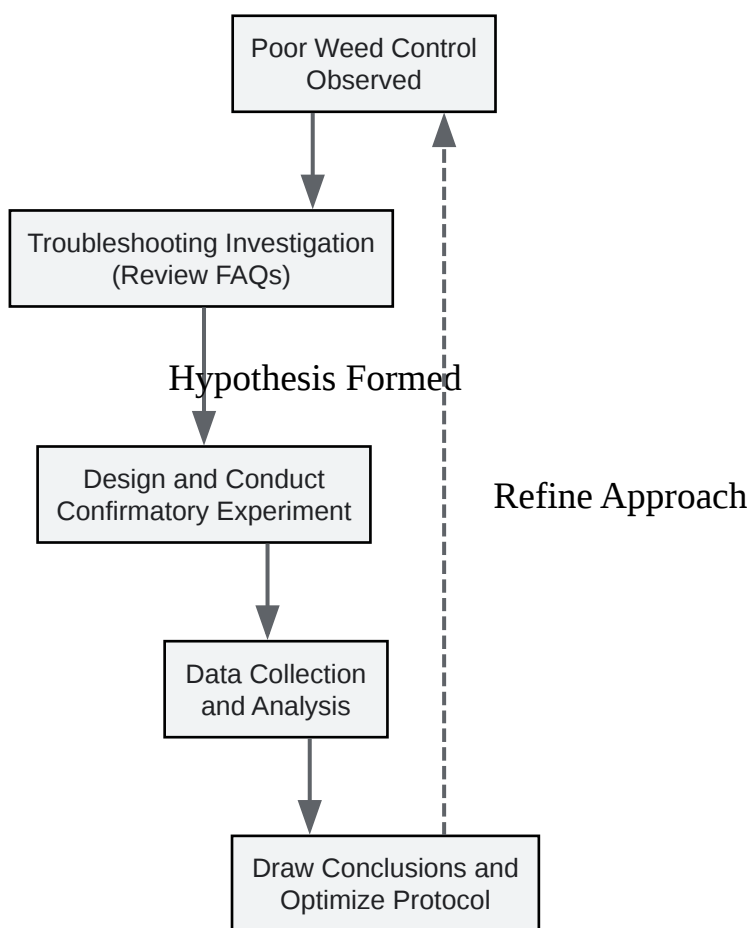 Poor Weed Control
Observed
Troubleshooting Investigation
(Review FAQs)
Hypothesis Formed
Design and Conduct
Confirmatory Experiment
Refine Approach
Data Collection
and Analysis
Draw Conclusions and
Optimize Protocol